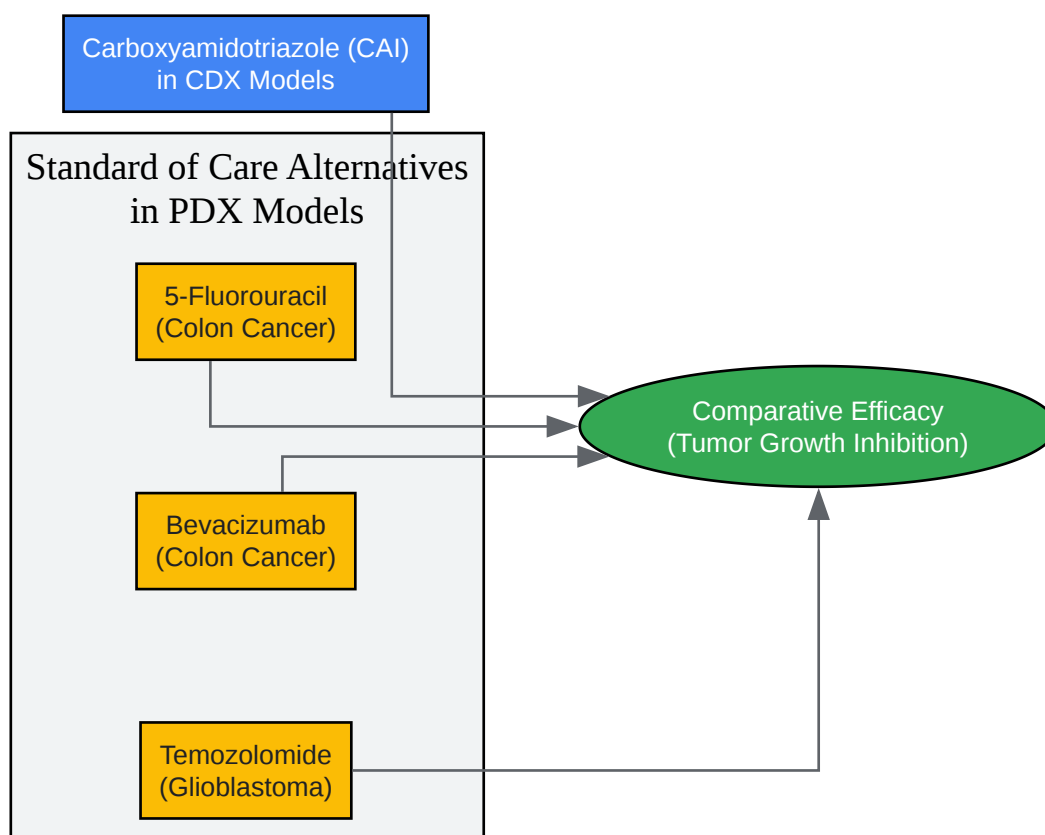 Carboxyamidotriazole (CAI)
in CDX Models
Standard of Care Alternatives
in PDX Models
5-Fluorouracil
(Colon Cancer)
Comparative Efficacy
(Tumor Growth Inhibition)
Bevacizumab
(Colon Cancer)
Temozolomide
(Glioblastoma)